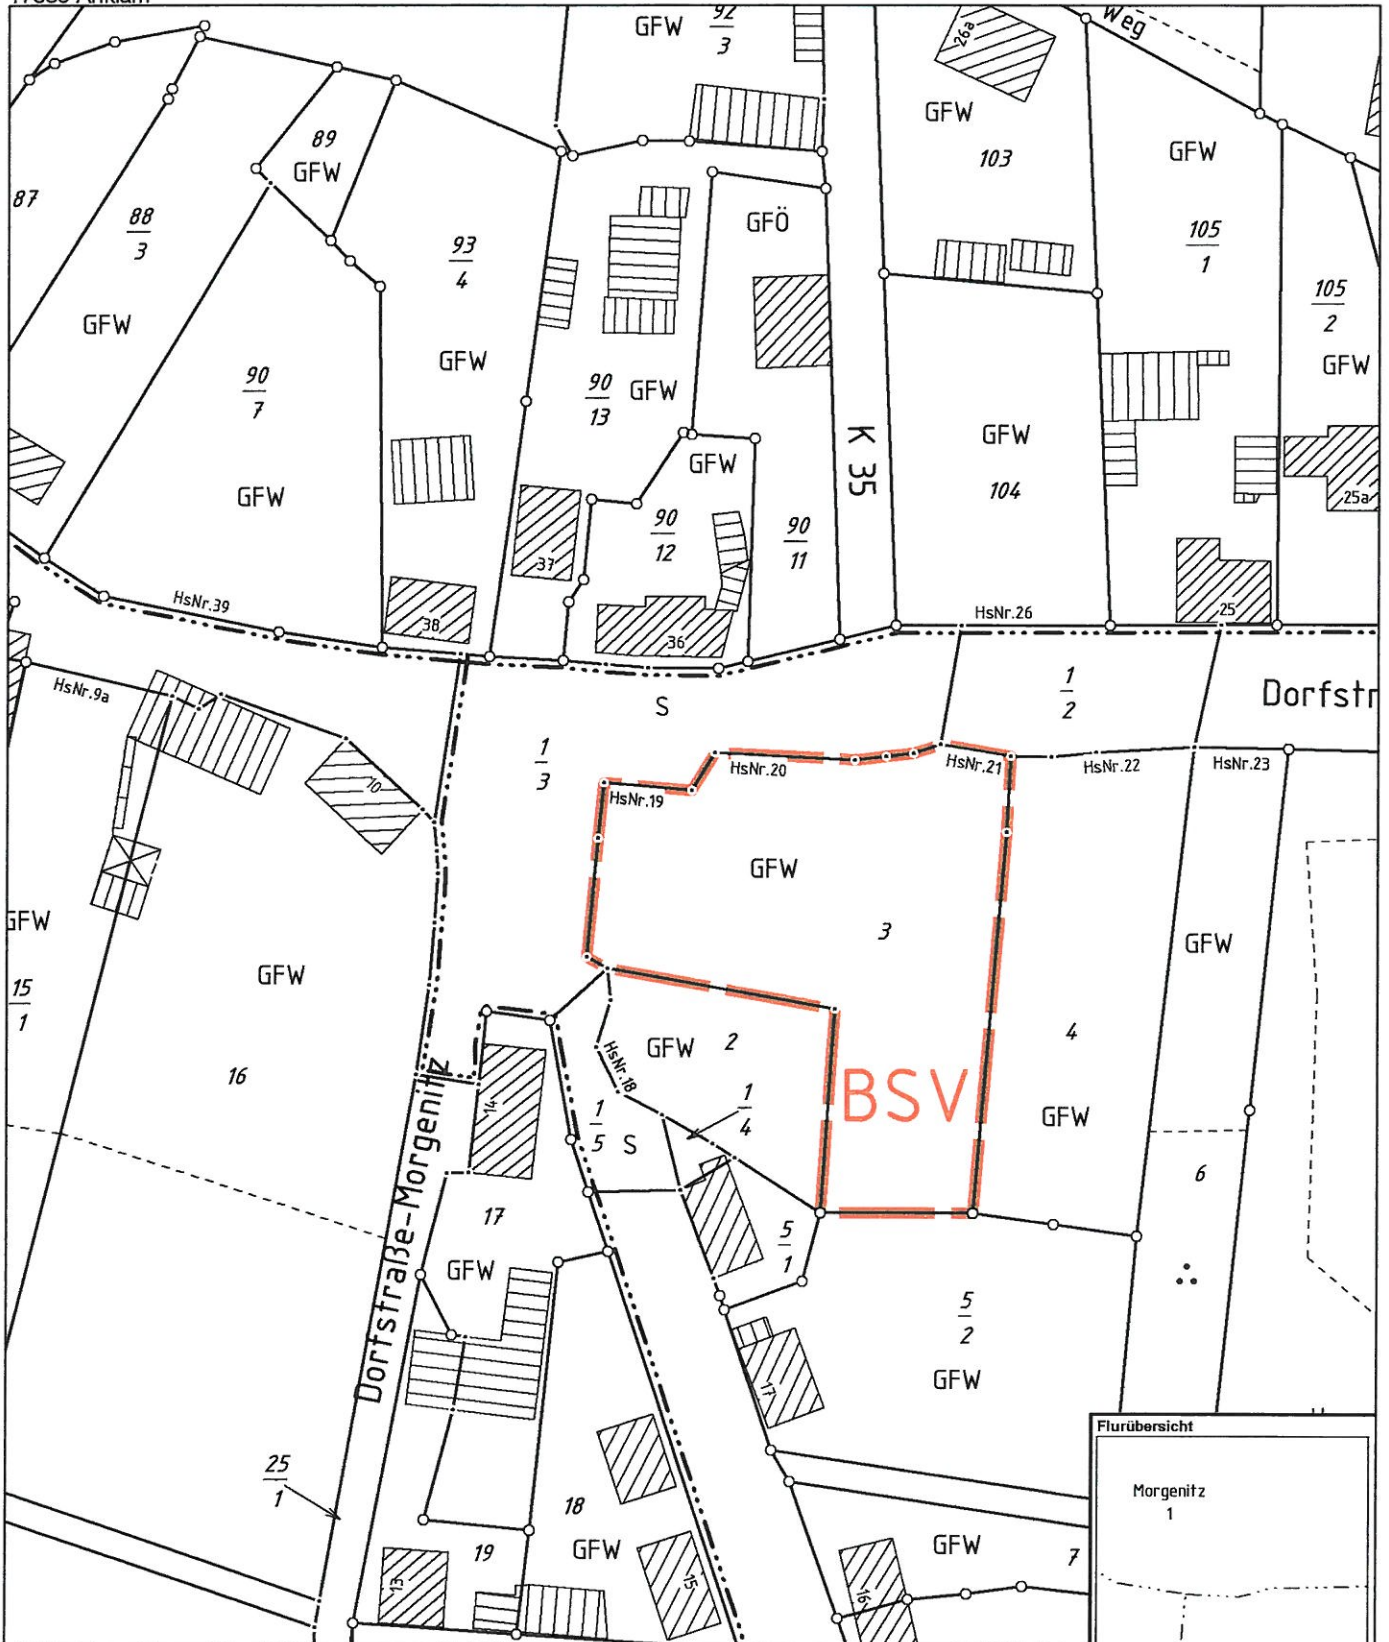 92
3
GFW
Weg
26a
GFW
103
GFW
89
GFW
87
88
3
93
4
GFÖ
105
1
105
2
GFW
GFW
GFW
90
7
90
13
GFW
GFW
K 35
GFW
104
GFW
90
12
90
11
25a
37
HsNr.39
38
36
HsNr.26
25
HsNr.9a
S
1
2
Dorfstr
1
3
HsNr.20
HsNr.21
HsNr.22
HsNr.23
10
HsNr.19
GFW
3
GFW
GFW
GFW
15
1
16
GFW
2
HsNr.18
4
BSV
GFW
1
4
14
1
5
S
Dorfstraße-Morgenitz
17
GFW
5
1
6
5
2
GFW
17
25
1
18
GFW
19
13
15
16
GFW
7
Flurübersicht
Morgenitz
1